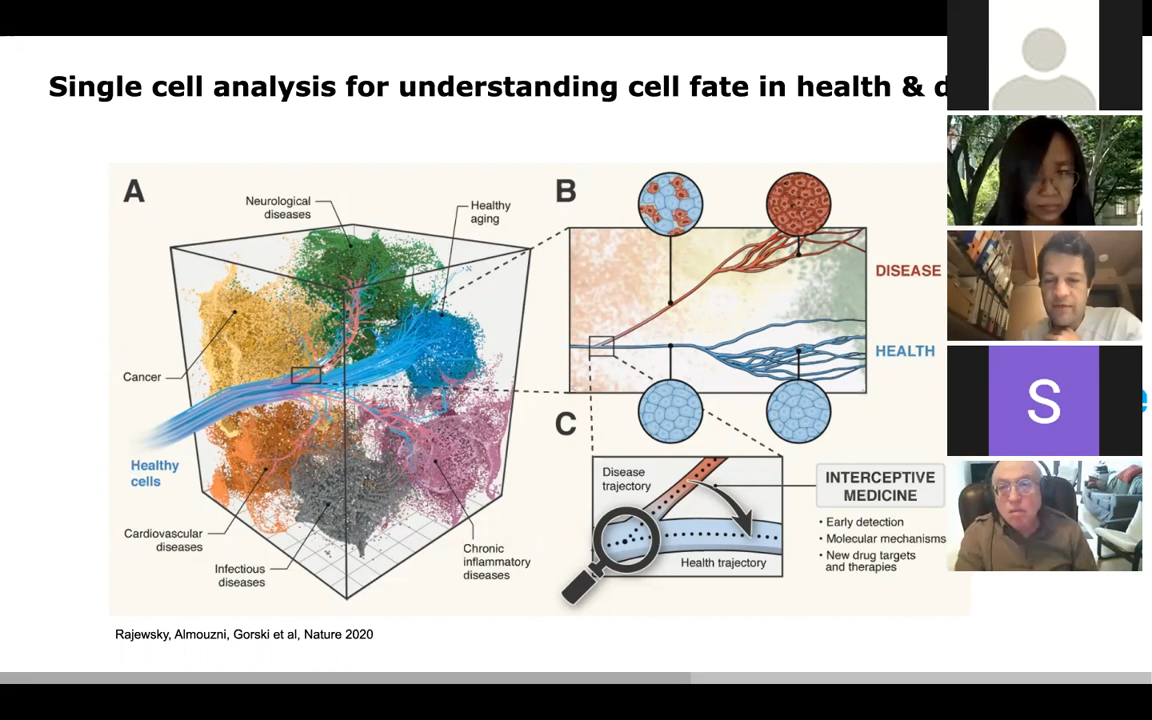 Single cell analysis for understanding cell fate in health &
A
Neurological
diseases
Healthy
aging
Cancer
Healthy
cells
Cardiovascular
diseases
Infectious
diseases
Chronic
inflammatory
diseases
B
DISEASE
HEALTH
C
Disease
trajectory
Health trajectory
INTERCEPTIVE
MEDICINE
• Early detection
• Molecular mechanisms
• New drug targets
and therapies
S
Rajewsky, Almouzni, Gorski et al, Nature 2020